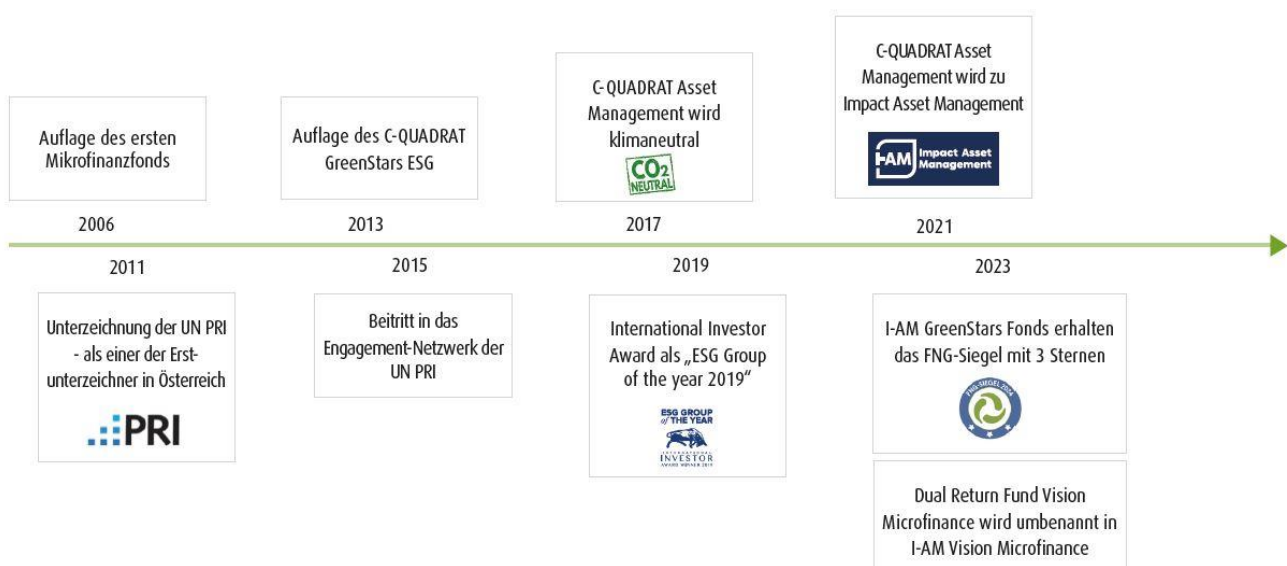 Auflage des ersten
Mikrofinanzfonds
2006
2011
Unterzeichnung der UN PRI
- als einer der Erst-
unterzeichner in Österreich
PRI
Auflage des C-QUADRAT
GreenStars ESG
2013
2015
Beitritt in das
Engagement-Netzwerk der
UN PRI
C-QUADRAT Asset
Management wird
klimaneutral
CO2
NEUTRAL
2017
2019
International Investor
Award als „ESG Group
of the year 2019“
ESG GROUP
of THE YEAR
INTERNATIONAL
INVESTOR
AWARD WINNER 2019
C-QUADRAT Asset
Management wird zu
Impact Asset Management
I-AM Impact Asset
Management
2021
2023
I-AM GreenStars Fonds erhalten
das FNG-Siegel mit 3 Sternen
FNG-SIEGEL 2024
Dual Return Fund Vision
Microfinance wird umbenannt in
I-AM Vision Microfinance